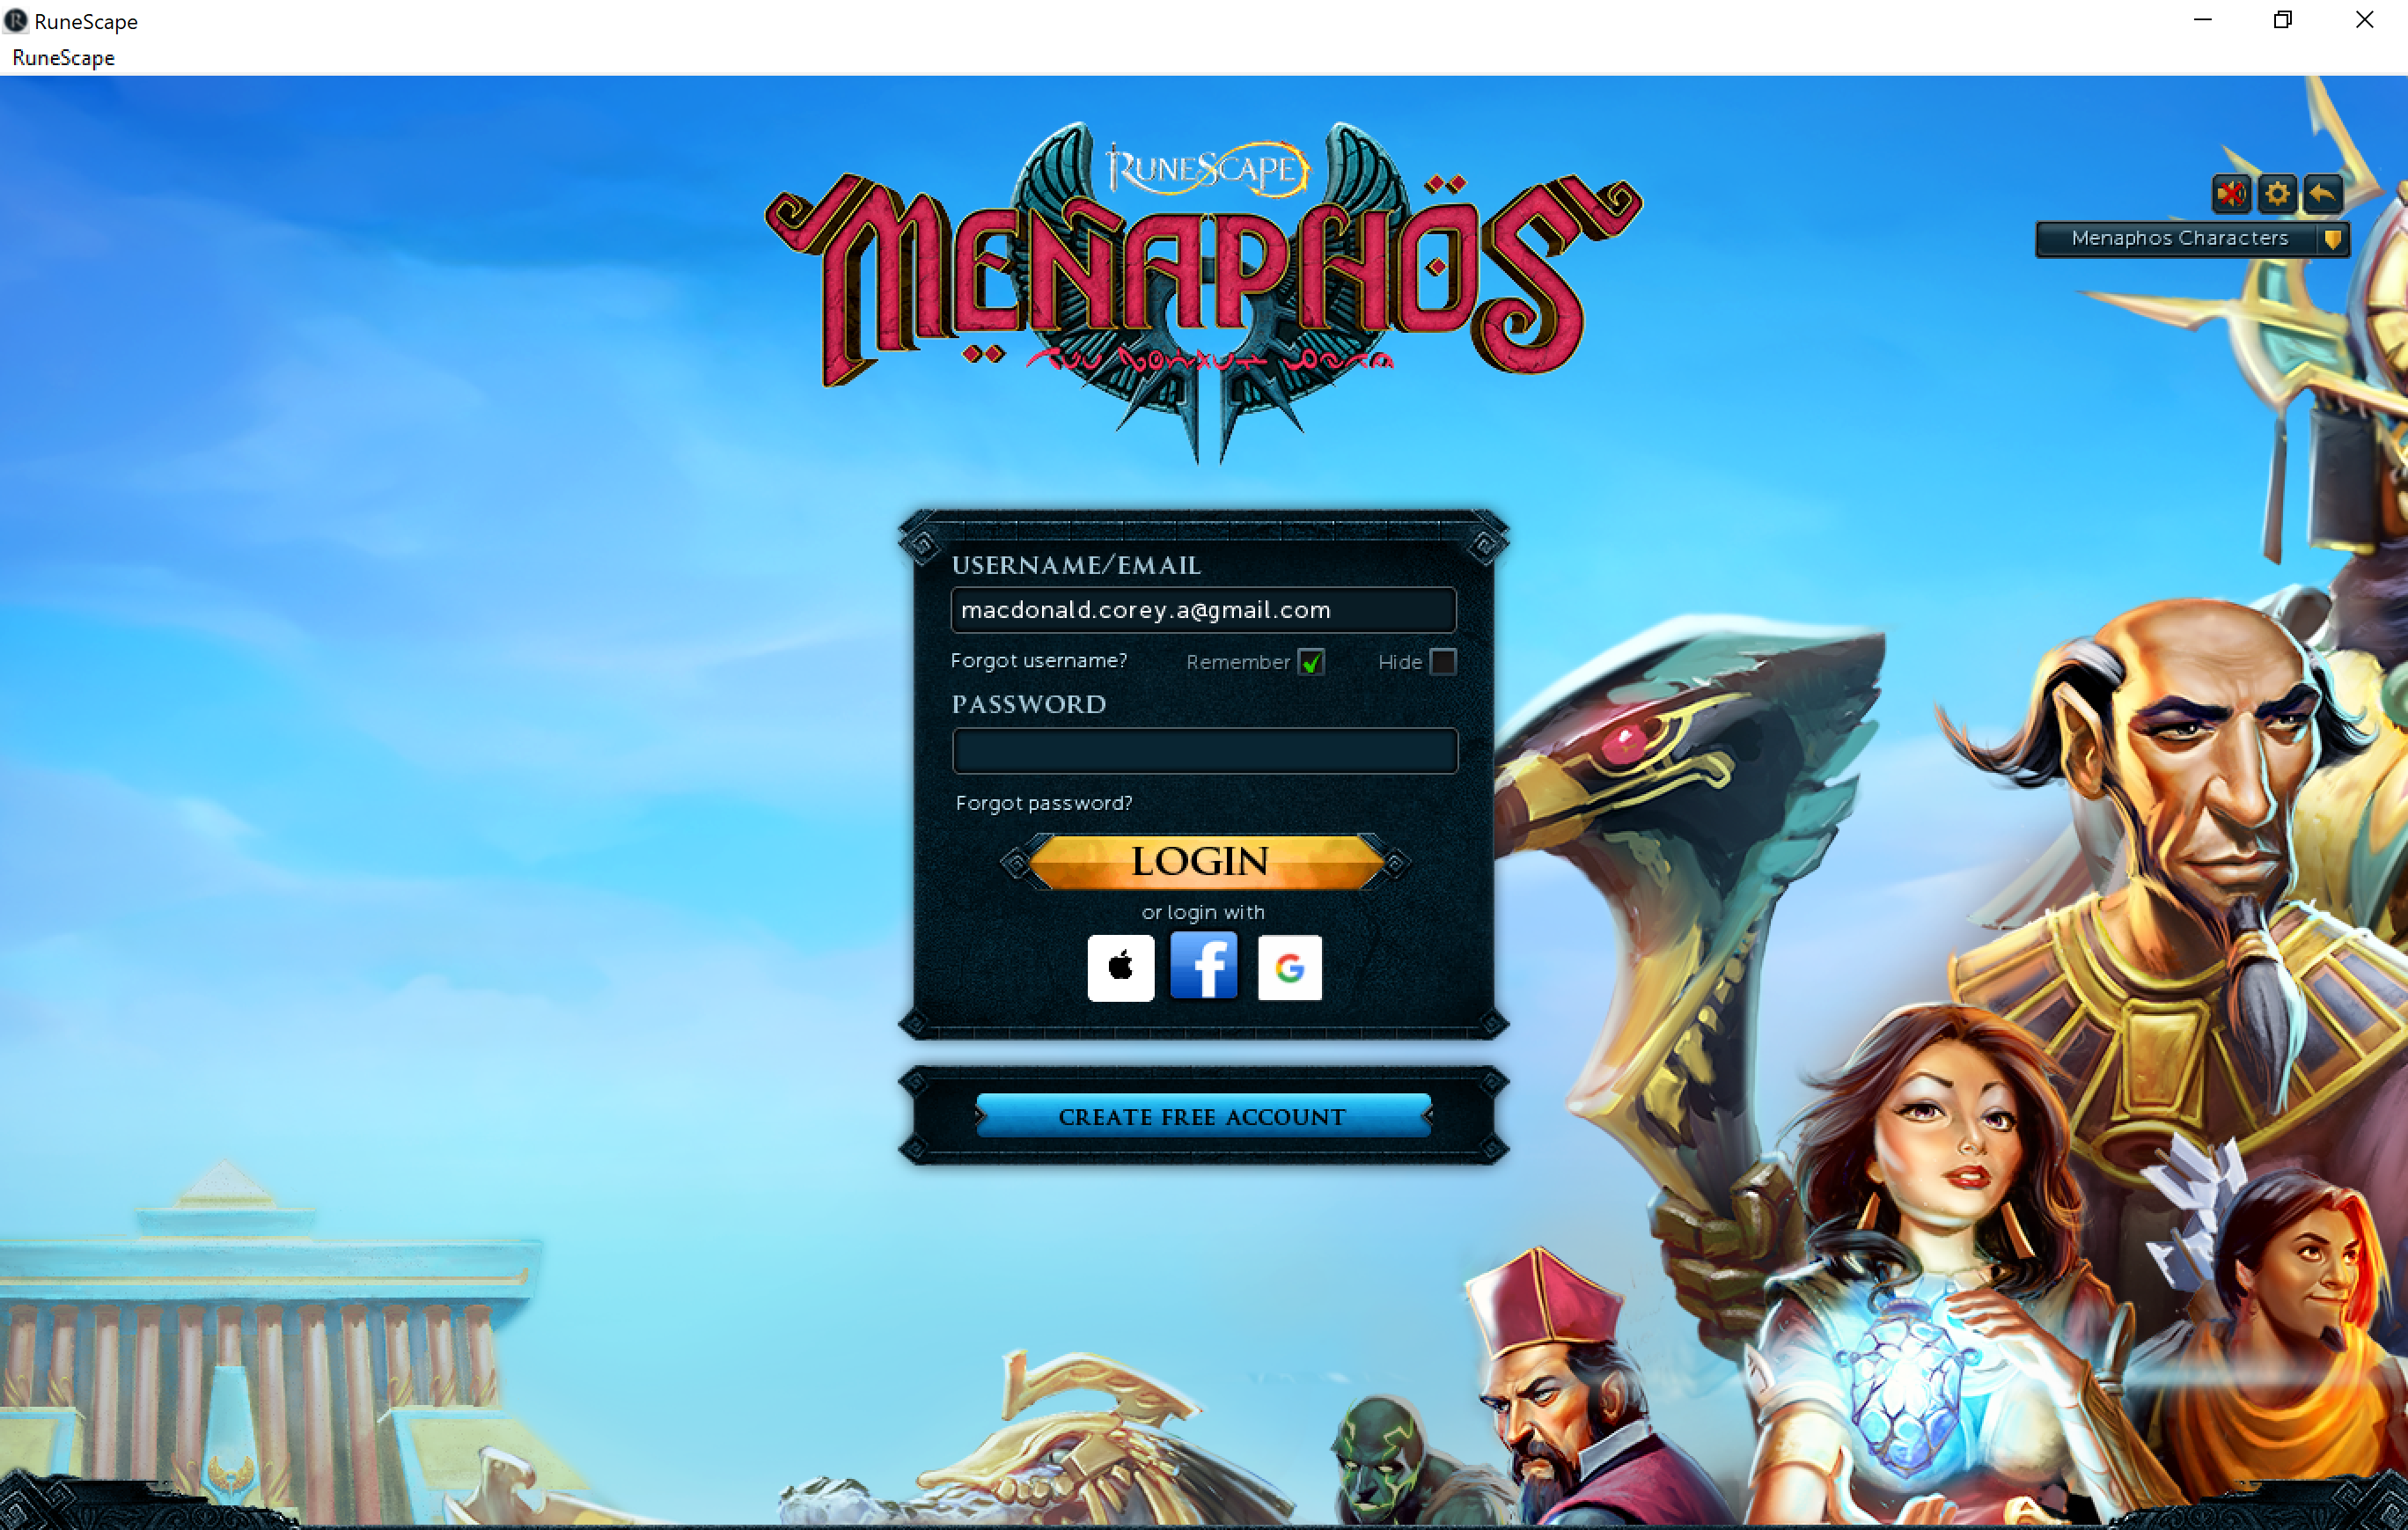 RuneScape
RuneScape
RUNESCAPE
MENAPHOS
Menaphos Characters
USERNAME/EMAIL
macdonald.corey.a@gmail.com
Forgot username?
Remember
Hide
PASSWORD
Forgot password?
LOGIN
or login with
CREATE FREE ACCOUNT